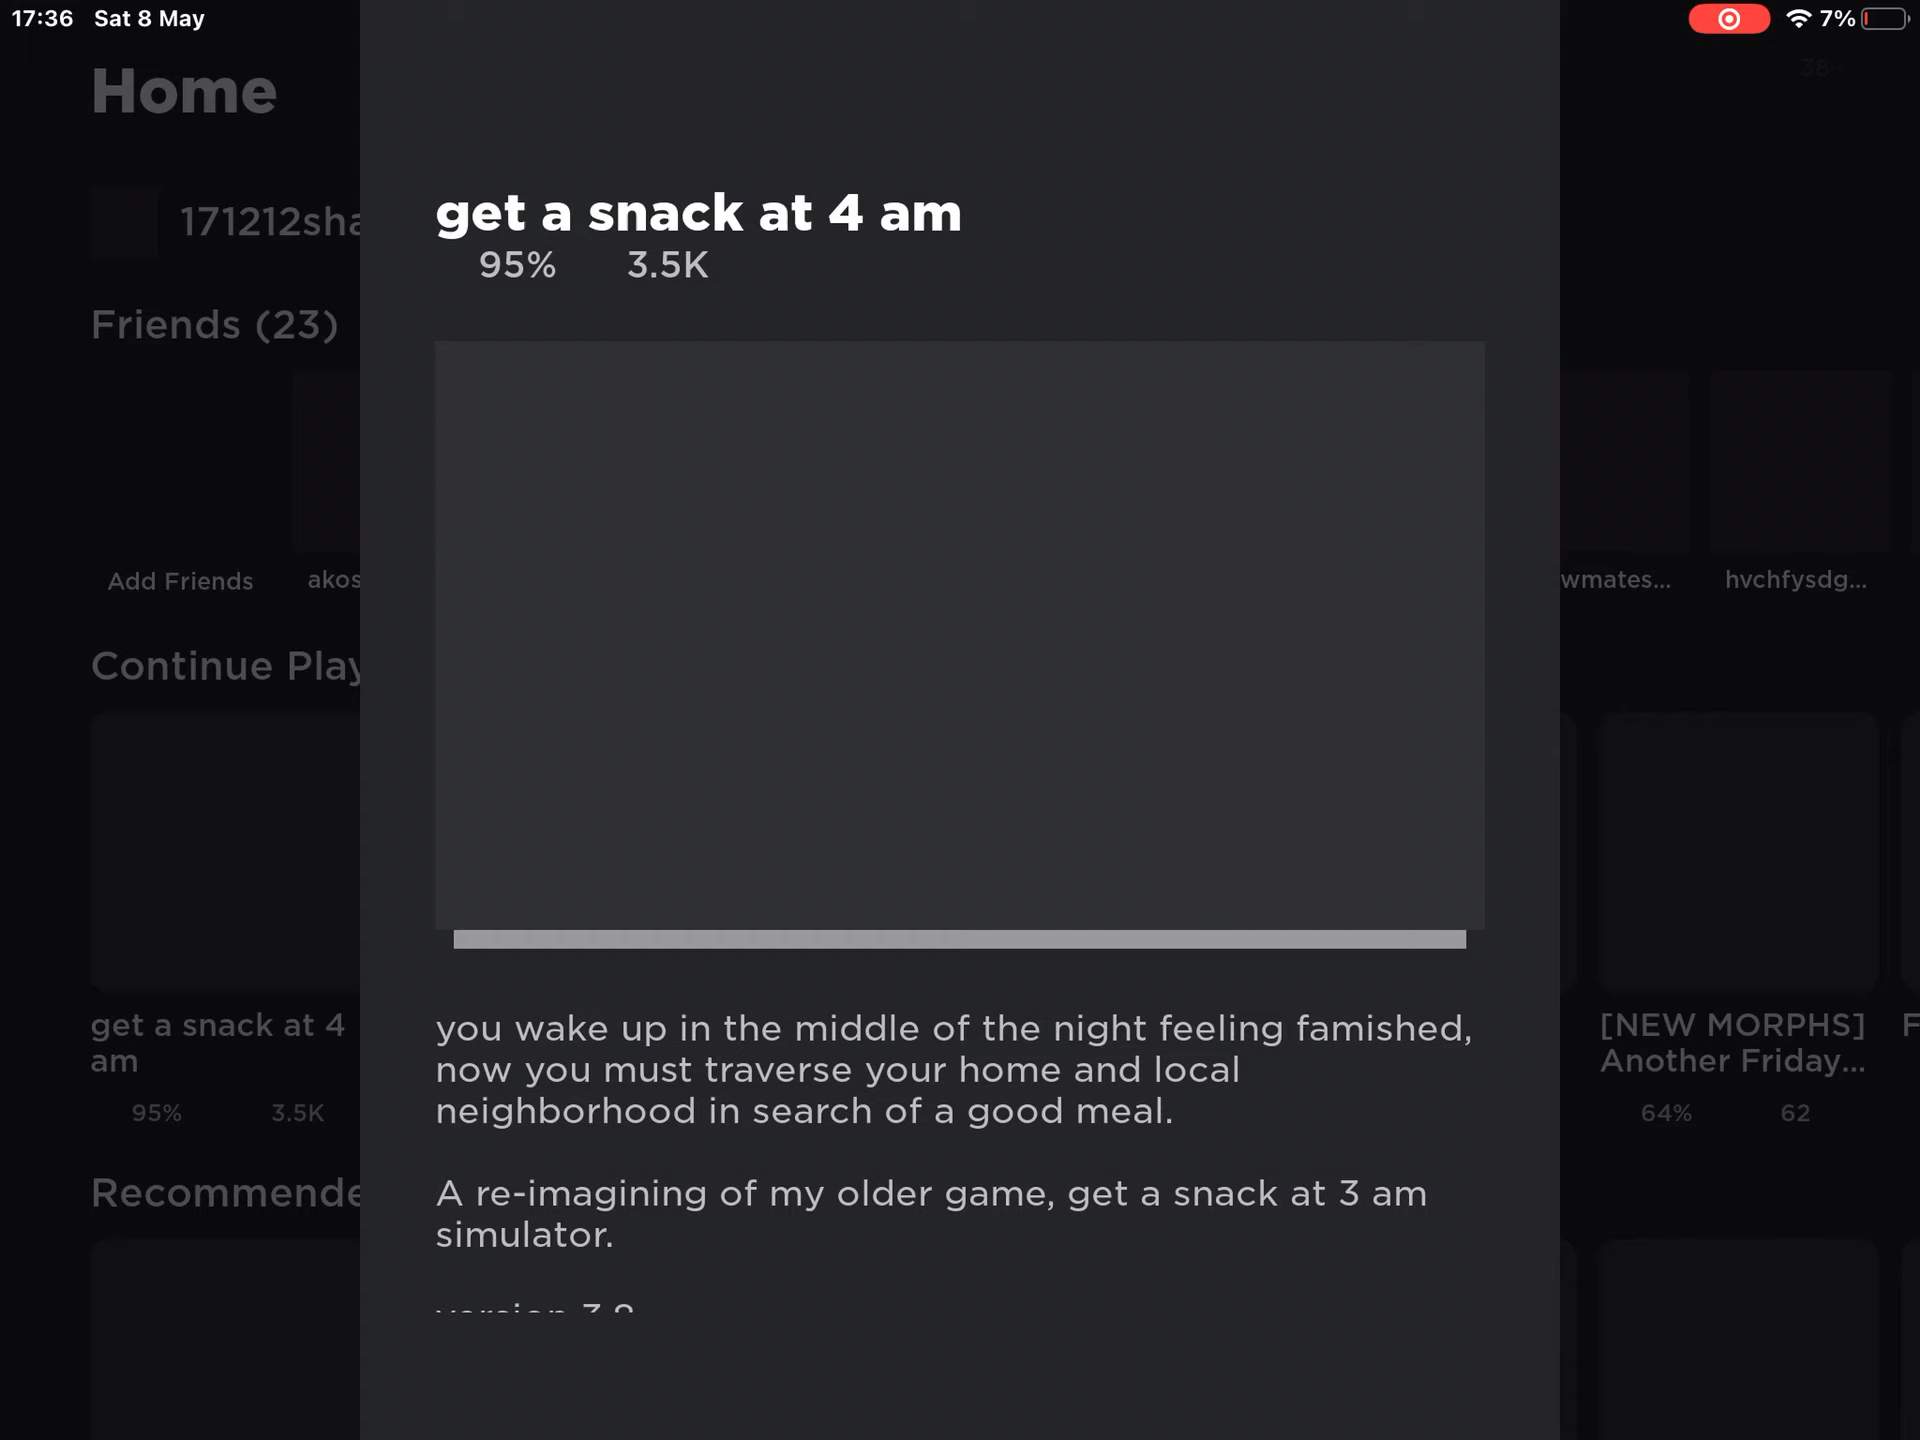 17:36 Sat 8 May
7%
38
Home
171212sha
Friends (23)
Add Friends
akos
wmates...
hvchfysdg...
Continue Play
get a snack at 4
am
95% 3.5K
[NEW MORPHS]
Another Friday...
64% 62
F
Recommende
get a snack at 4 am
95% 3.5K
you wake up in the middle of the night feeling famished,
now you must traverse your home and local
neighborhood in search of a good meal.
A re-imagining of my older game, get a snack at 3 am
simulator.
version